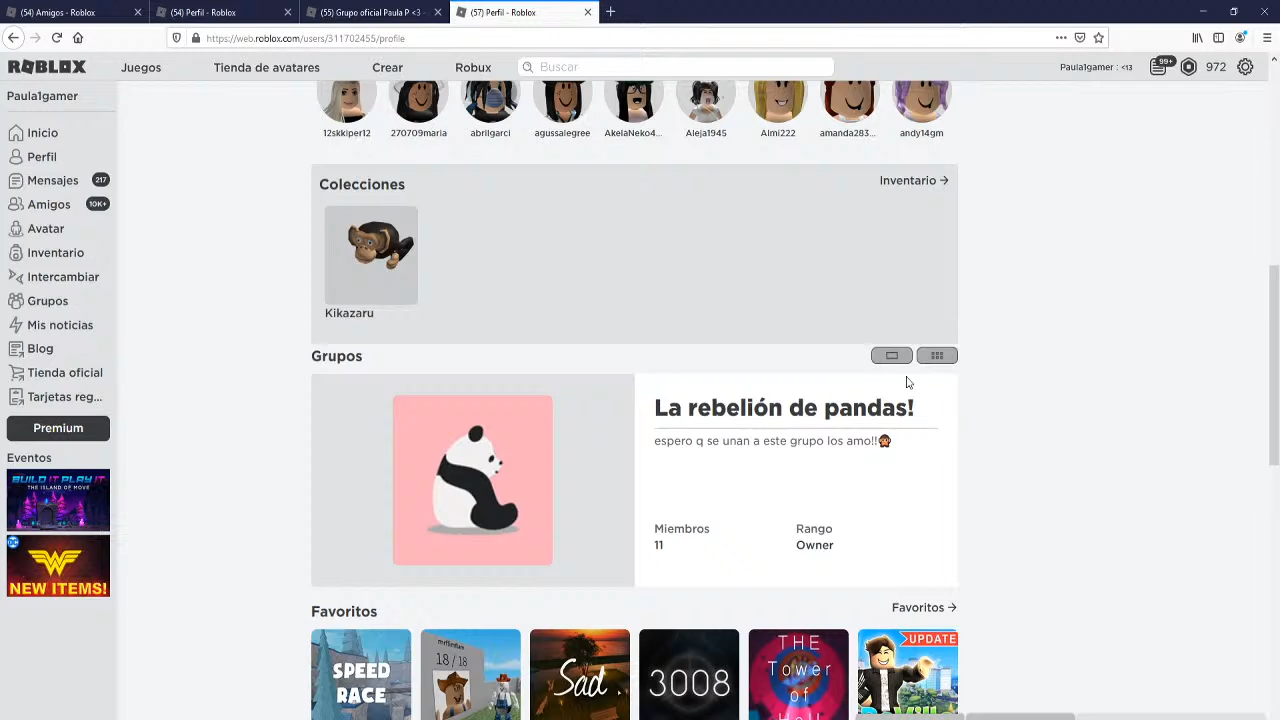 (54) Amigos - Roblox
(54) Perfil - Roblox
(55) Grupo oficial Paula P <3 -
(57) Perfil - Roblox
https://web.roblox.com/users/311702455/profile
ROBLOX
Juegos
Tienda de avatares
Crear
Robux
Buscar
Paula1gamer : <13
99+
972
Paula1gamer
Inicio
Perfil
Mensajes 217
Amigos 10K+
Avatar
Inventario
Intercambiar
Grupos
Mis noticias
Blog
Tienda oficial
Tarjetas reg...
Premium
Eventos
BUILD IT PLAY IT
THE ISLAND OF MOVE
DC
NEW ITEMS!
12skkiper12
270709maria
abrilgarci
agussalegree
AkelaNeko4...
Aleja1945
Almi222
amanda283...
andy14gm
Colecciones
Inventario →
Kikazaru
Grupos
La rebelión de pandas!
espero q se unan a este grupo los amo!!🙊
Miembros
11
Rango
Owner
Favoritos
Favoritos →
SPEED
RACE
mrflimflam
18 / 18
Sad .
3008
THE
Tower
of
Hell
UPDATE